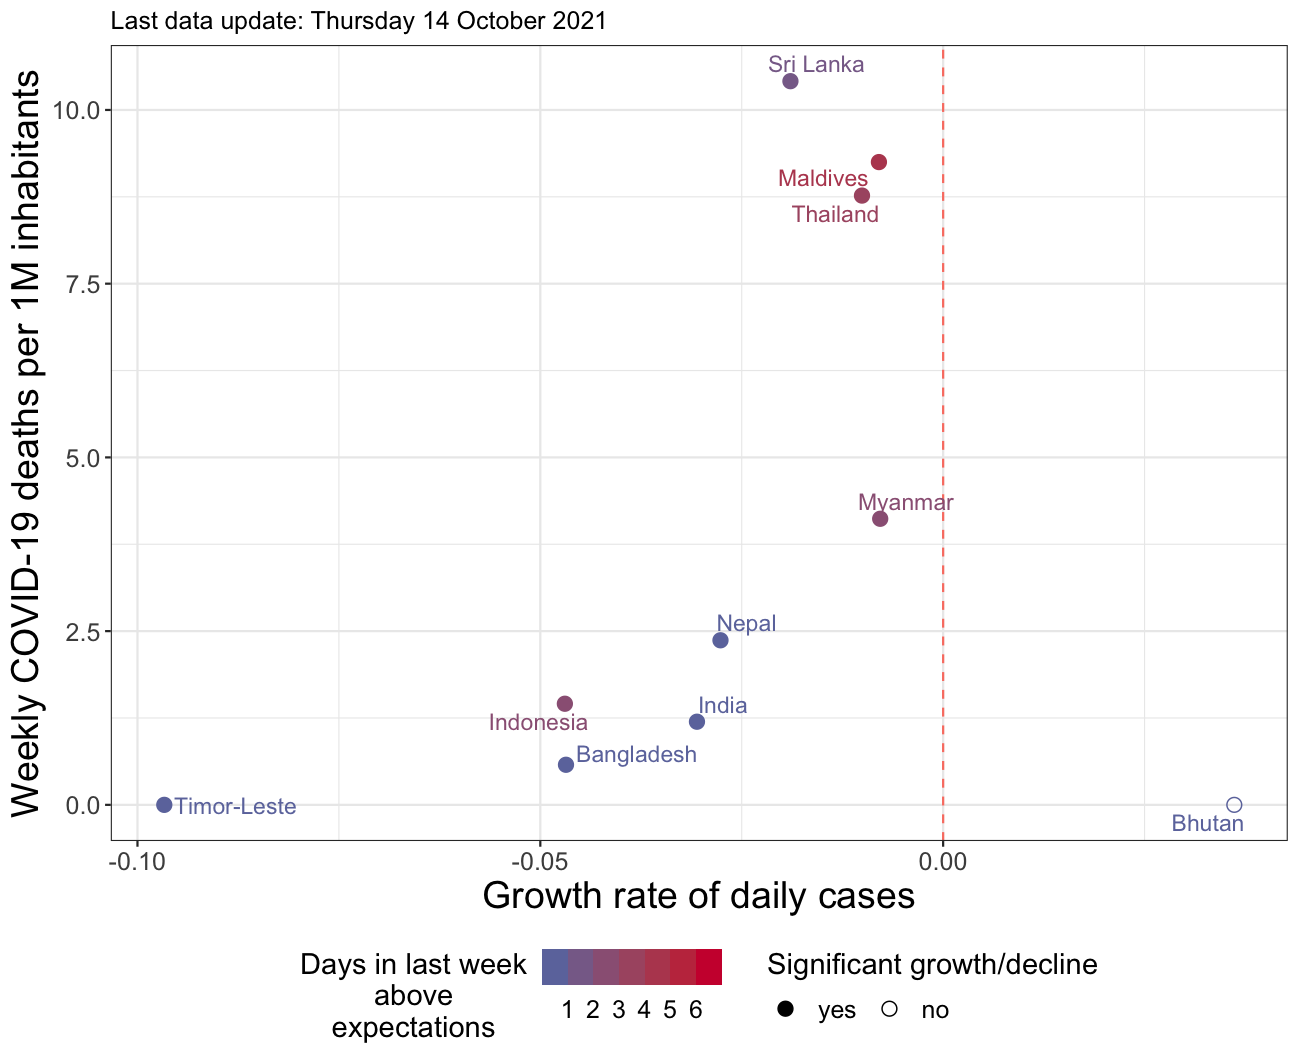 Last data update: Thursday 14 October 2021
Weekly COVID-19 deaths per 1M inhabitants
10.0
7.5
5.0
2.5
0.0
Sri Lanka
Maldives
Thailand
Myanmar
Nepal
India
Indonesia
Bangladesh
Timor-Leste
Bhutan
-0.10
-0.05
0.00
Growth rate of daily cases
Days in last week
above
expectations
1 2 3 4 5 6
Significant growth/decline
yes
no